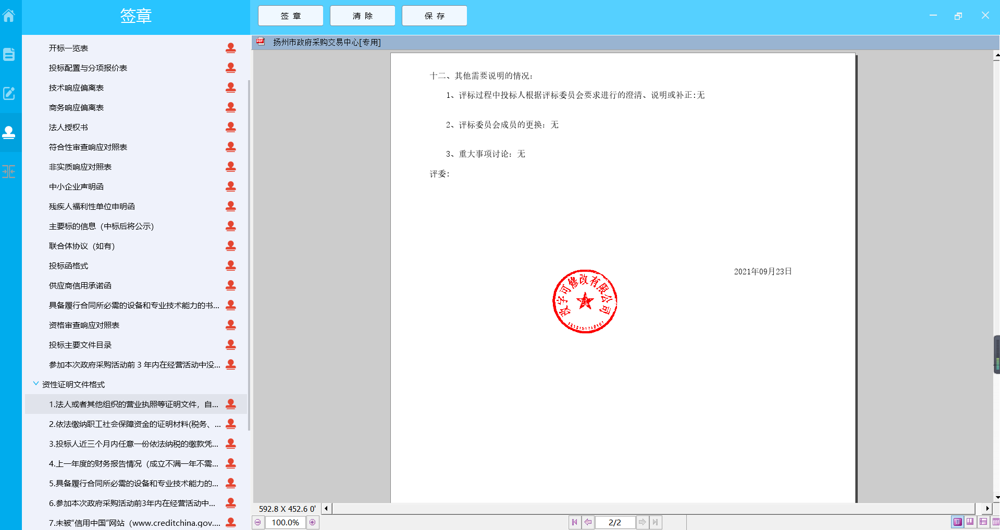 签章
签 章
清 除
保 存
开标一览表
投标配置与分项报价表
技术响应偏离表
商务响应偏离表
法人授权书
符合性审查响应对照表
非实质响应对照表
中小企业声明函
残疾人福利性单位申明函
主要标的信息（中标后将公示）
联合体协议（如有）
投标函格式
供应商信用承诺函
具备履行合同所必需的设备和专业技术能力的书...
资格审查响应对照表
投标主要文件目录
参加本次政府采购活动前 3 年内在经营活动中没...
资性证明文件格式
1.法人或者其他组织的营业执照等证明文件，自...
2.依法缴纳职工社会保障资金的证明材料(税务、...
3.投标人近三个月内任意一份依法纳税的缴款凭...
4.上一年度的财务报告情况（成立不满一年不需...
5.具备履行合同所必需的设备和专业技术能力的...
6.参加本次政府采购活动前3年内在经营活动中...
7.未被“信用中国”网站（www.creditchina.gov....
PDF
扬州市政府采购交易中心[专用]
十二、其他需要说明的情况：
1、评标过程中投标人根据评标委员会要求进行的澄清、说明或补正:无
2、评标委员会成员的更换：无
3、重大事项讨论：无
评委：
2021年09月23日
改字可修改有限公司
592.8 X 452.6 0'
100.0%
2/2